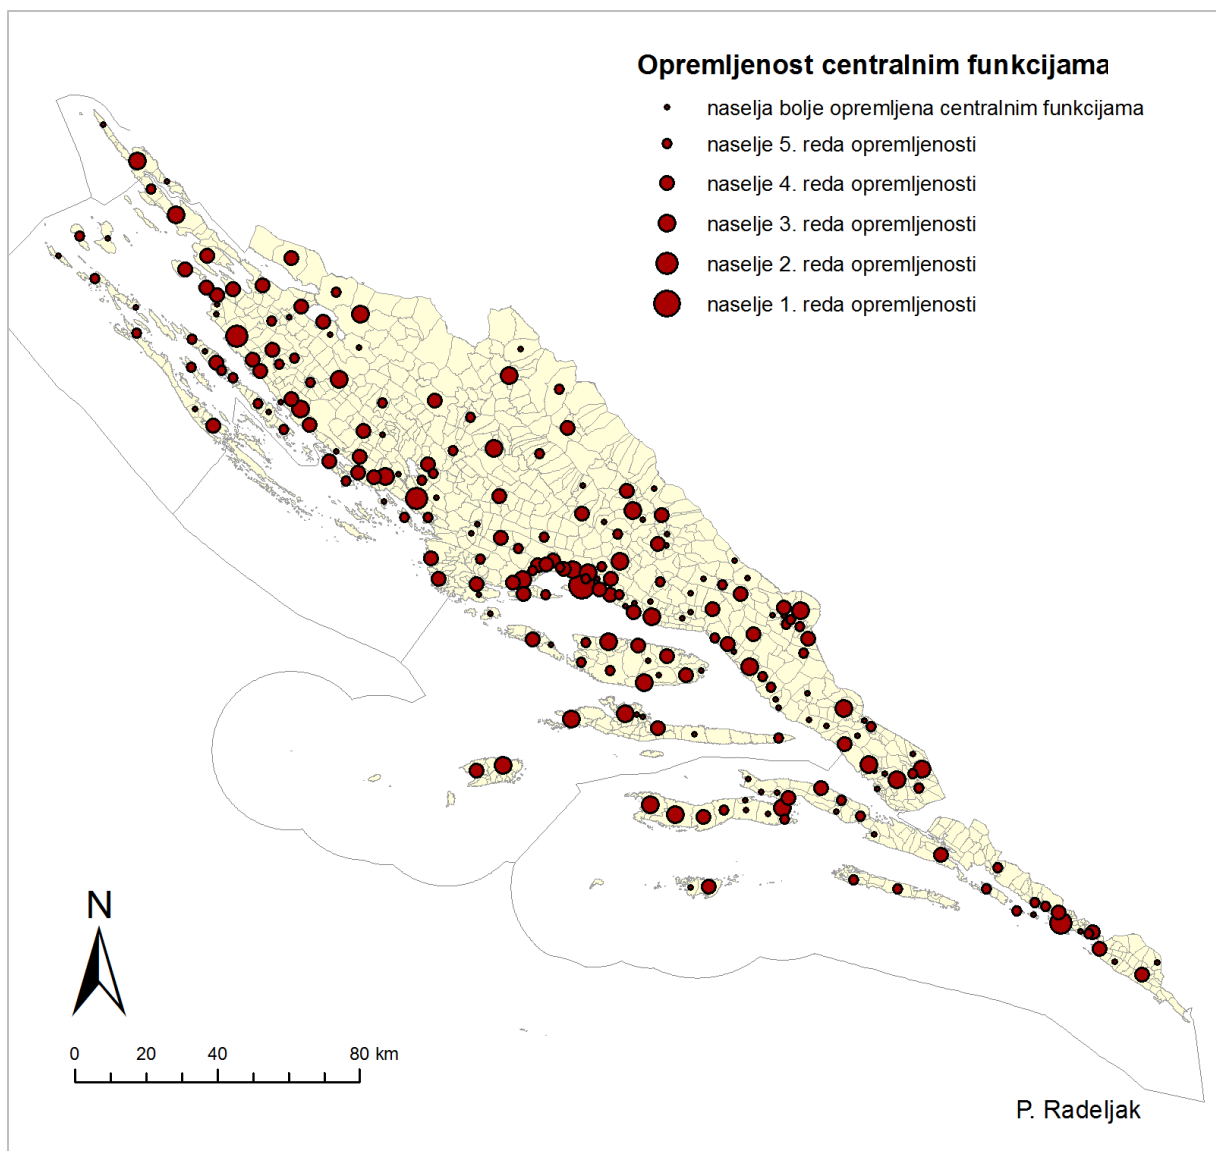 Opremljenost centralnim funkcijama
naselja bolje opremljena centralnim funkcijama
naselje 5. reda opremljenosti
naselje 4. reda opremljenosti
naselje 3. reda opremljenosti
naselje 2. reda opremljenosti
naselje 1. reda opremljenosti
N
0 20 40 80 km
P. Radeljak